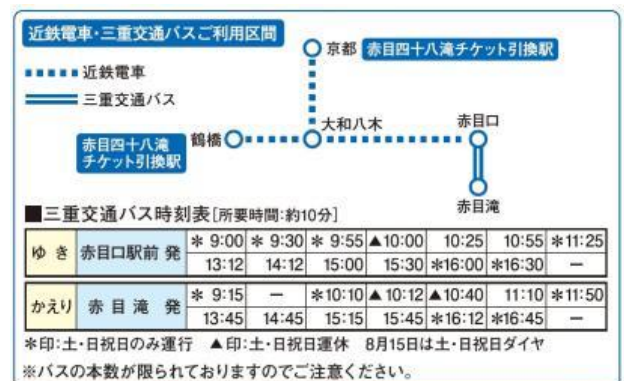 近鉄電車・三重交通バスご利用区間
京都 赤目四十八滝チケット引換駅
近鉄電車
三重交通バス
大和八木
赤目口
赤目四十八滝
チケット引換駅
鶴橋
赤目滝
■三重交通バス時刻表[所要時間:約10分]
ゆき 赤目口駅前 発 ＊ 9:00 ＊ 9:30 ＊ 9:55 ▲10:00 10:25 10:55 ＊11:25
13:12 14:12 15:00 15:30 ＊16:00 ＊16:30 －
かえり 赤目滝 発 ＊ 9:15 － ＊10:10 ▲10:12 ▲10:40 11:10 ＊11:50
13:45 14:45 15:15 15:45 ＊16:12 ＊16:45 －
＊印:土・日祝日のみ運行 ▲印:土・日祝日運休 8月15日は土・日祝日ダイヤ
※バスの本数が限られておりますのでご注意ください。